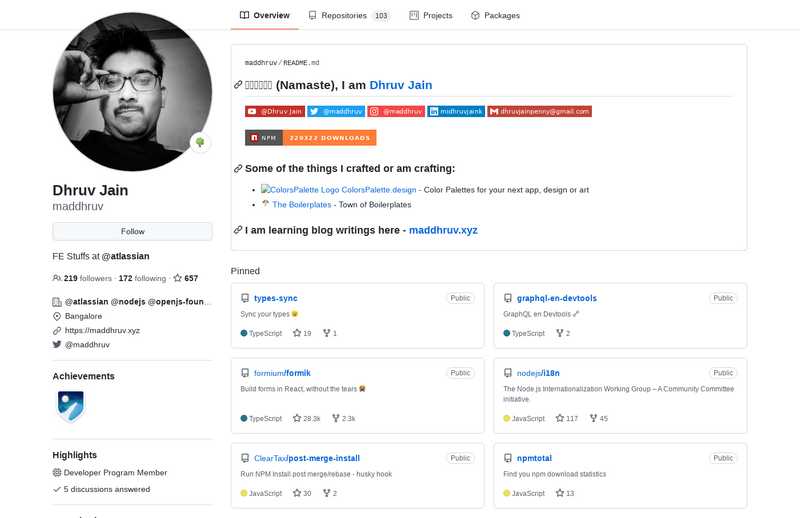 Overview
Repositories 103
Projects
Packages
Dhruv Jain
maddhruv
Follow
FE Stuffs at @atlassian
219 followers · 172 following · 657
@atlassian @nodejs @openjs-foun...
Bangalore
https://maddhruv.xyz
@maddhruv
Achievements
Highlights
Developer Program Member
5 discussions answered
maddhruv/README.md
(Namaste), I am Dhruv Jain
@Dhruv Jain
@maddhruv
@maddhruv
midhruvjaink
dhruvjainpenny@gmail.com
NPM 229322 DOWNLOADS
Some of the things I crafted or am crafting:
ColorsPalette Logo ColorsPalette.design - Color Palettes for your next app, design or art
The Boilerplates - Town of Boilerplates
I am learning blog writings here - maddhruv.xyz
Pinned
types-sync Public
Sync your types 😉
TypeScript 19 1
graphql-en-devtools Public
GraphQL en Devtools
TypeScript 2
formium/formik Public
Build forms in React, without the tears 😭
TypeScript 28.3k 2.3k
nodejs/i18n Public
The Node.js Internationalization Working Group – A Community Committee
initiative.
JavaScript 117 45
ClearTax/post-merge-install Public
Run NPM Install post merge/rebase - husky hook
JavaScript 30 2
npmtotal Public
Find you npm download statistics
JavaScript 13